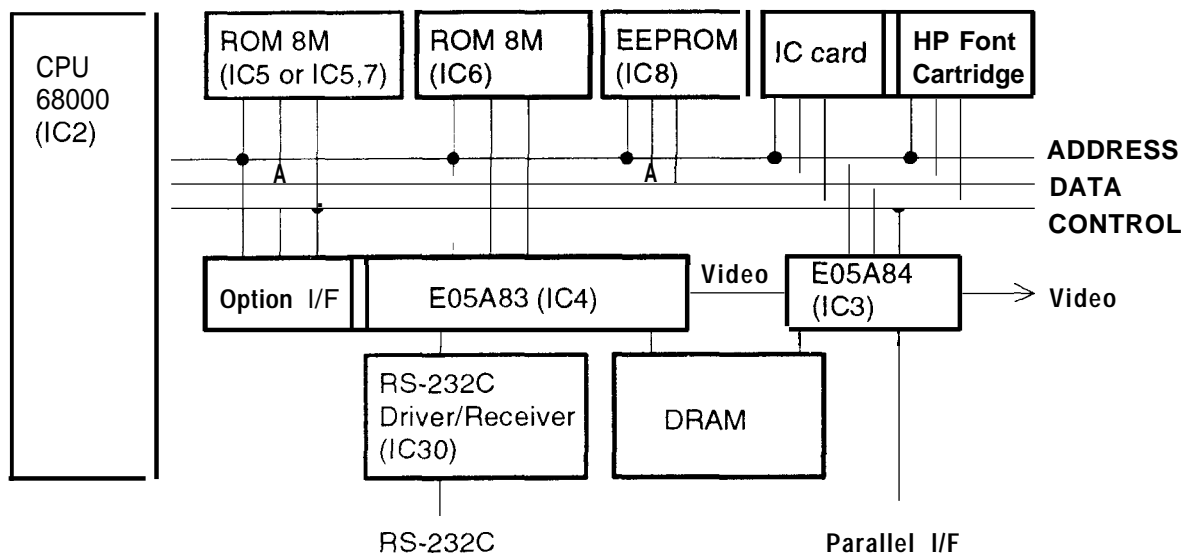 CPU
68000
(IC2)
ROM 8M
(IC5 or IC5,7)
ROM 8M
(IC6)
EEPROM
(IC8)
IC card
HP Font
Cartridge
ADDRESS
A
A
DATA
CONTROL
Option I/F
E05A83 (IC4)
Video
E05A84
(IC3)
Video
RS-232C
Driver/Receiver
(IC30)
DRAM
RS-232C
Parallel I/F